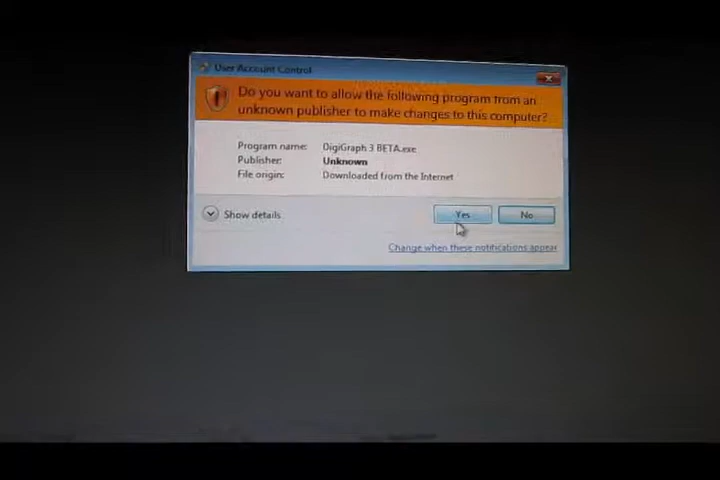 User Account Control
Do you want to allow the following program from an
unknown publisher to make changes to this computer?
Program name: DigiGraph 3 BETA.exe
Publisher: Unknown
File origin: Downloaded from the Internet
Show details
Yes
No
Change when these notifications appear